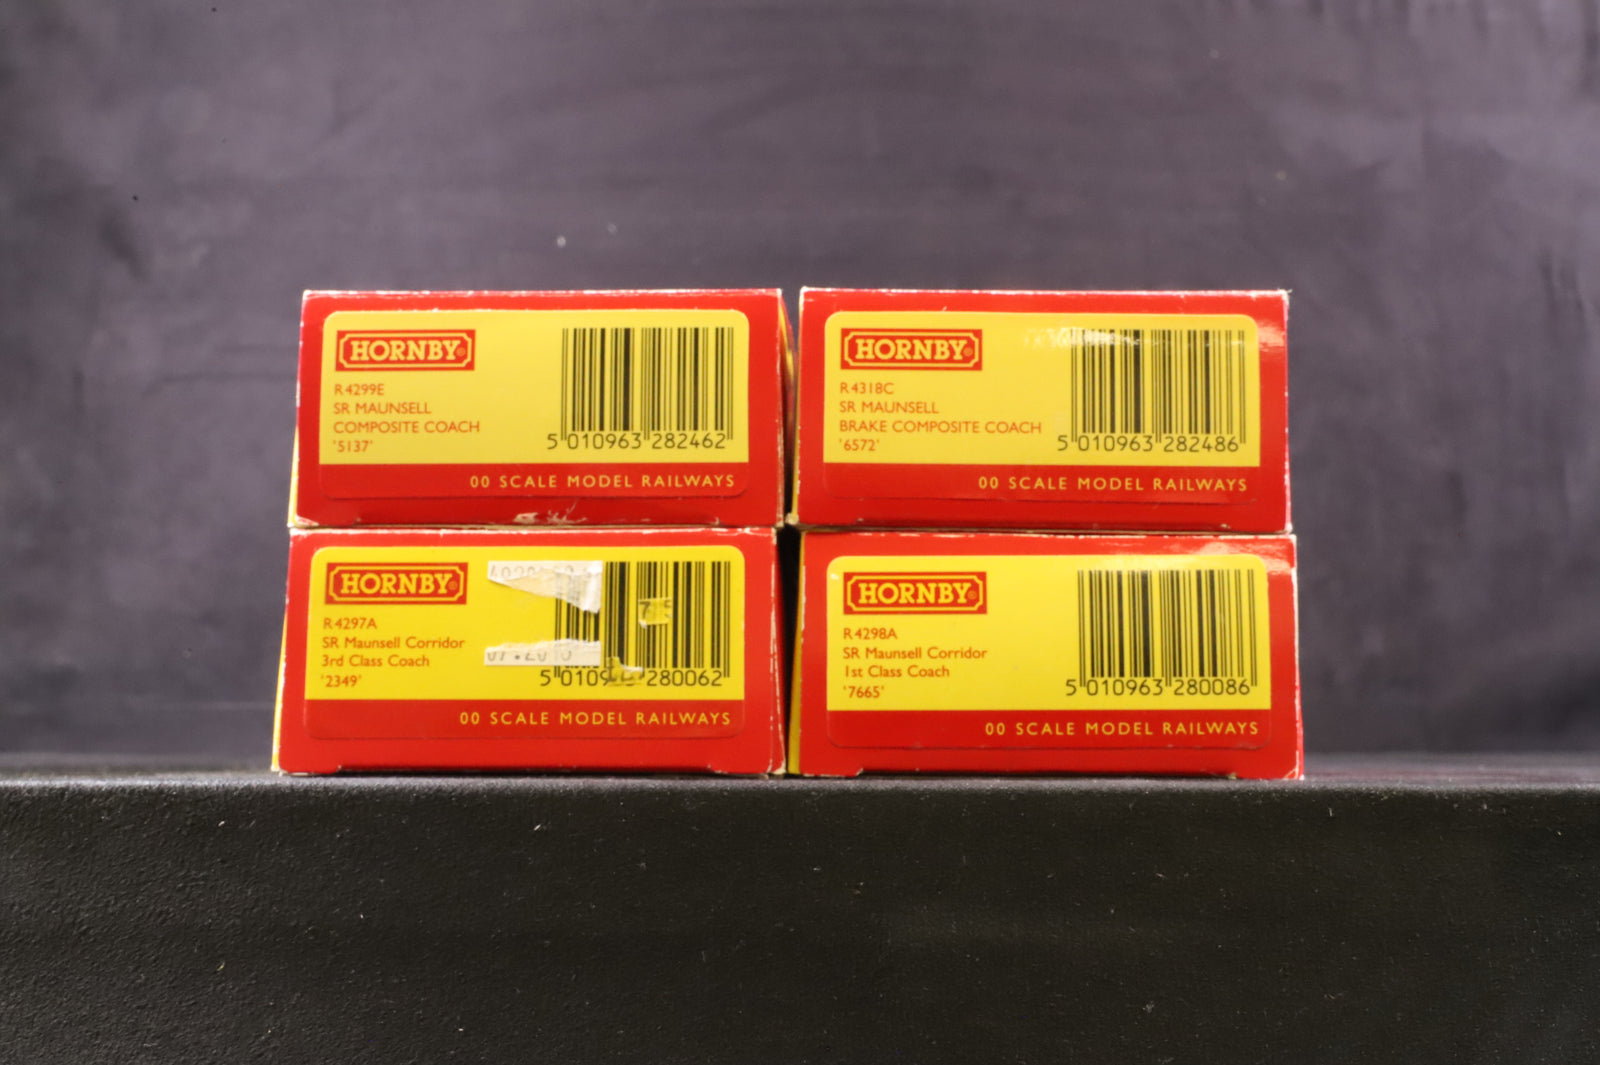 HORNBY®
R4299E
SR MAUNSELL
COMPOSITE COACH
'5137'
5 010963 282462
00 SCALE MODEL RAILWAYS
HORNBY®
R4318C
SR MAUNSELL
BRAKE COMPOSITE COACH
'6572'
5 010963 282486
00 SCALE MODEL RAILWAYS
HORNBY®
R4297A
SR Maunsell Corridor
3rd Class Coach
'2349'
280062
00 SCALE MODEL RAILWAYS
HORNBY®
R4298A
SR Maunsell Corridor
1st Class Coach
'7665'
5 010963 280086
00 SCALE MODEL RAILWAYS